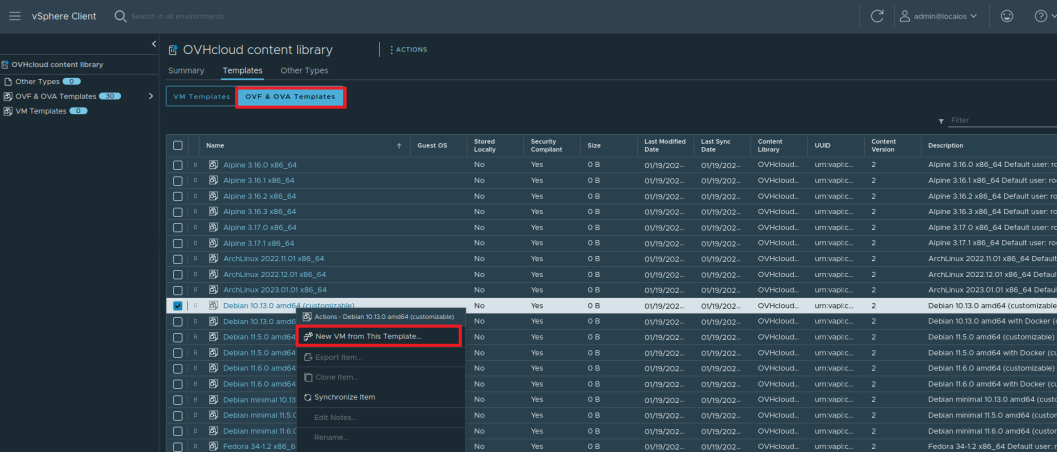 vSphere Client Search in all environments admin@localos
OVHcloud content library ACTIONS
OVHcloud content library
Summary Templates Other Types
Other Types 0
OVF & OVA Templates 30
VM Templates 0
VM Templates OVF & OVA Templates
Filter
Name Guest OS Stored Locally Security Compliant Size Last Modified Date Last Sync Date Content Library UUID Content Version Description
Alpine 3.16.0 x86_64 No Yes 0 B 01/19/202... 01/19/202... OVHcloud... urn:vapi:c... 2 Alpine 3.16.0 x86_64 Default user: ro
Alpine 3.16.1 x86_64 No Yes 0 B 01/19/202... 01/19/202... OVHcloud... urn:vapi:c... 2 Alpine 3.16.1 x86_64 Default user: ro
Alpine 3.16.2 x86_64 No Yes 0 B 01/19/202... 01/19/202... OVHcloud... urn:vapi:c... 2 Alpine 3.16.2 x86_64 Default user: ro
Alpine 3.16.3 x86_64 No Yes 0 B 01/19/202... 01/19/202... OVHcloud... urn:vapi:c... 2 Alpine 3.16.3 x86_64 Default user: ro
Alpine 3.17.0 x86_64 No Yes 0 B 01/19/202... 01/19/202... OVHcloud... urn:vapi:c... 2 Alpine 3.17.0 x86_64 Default user: ro
Alpine 3.17.1 x86_64 No Yes 0 B 01/19/202... 01/19/202... OVHcloud... urn:vapi:c... 2 Alpine 3.17.1 x86_64 Default user: ro
ArchLinux 2022.11.01 x86_64 No Yes 0 B 01/19/202... 01/19/202... OVHcloud... urn:vapi:c... 2 ArchLinux 2022.11.01 x86_64 Default
ArchLinux 2022.12.01 x86_64 No Yes 0 B 01/19/202... 01/19/202... OVHcloud... urn:vapi:c... 2 ArchLinux 2022.12.01 x86_64 Default
ArchLinux 2023.01.01 x86_64 No Yes 0 B 01/19/202... 01/19/202... OVHcloud... urn:vapi:c... 2 ArchLinux 2023.01.01 x86_64 Default
Debian 10.13.0 amd64 (customizable) No Yes 0 B 01/19/202... 01/19/202... OVHcloud... urn:vapi:c... 2 Debian 10.13.0 amd64 (customizable
Debian 10.13.0 amd6 No Yes 0 B 01/19/202... 01/19/202... OVHcloud... urn:vapi:c... 2 Debian 10.13.0 amd64 with Docker (
Debian 11.5.0 amd64 No Yes 0 B 01/19/202... 01/19/202... OVHcloud... urn:vapi:c... 2 Debian 11.5.0 amd64 (customizable)
Debian 11.5.0 amd64 No Yes 0 B 01/19/202... 01/19/202... OVHcloud... urn:vapi:c... 2 Debian 11.5.0 amd64 with Docker (cu
Debian 11.6.0 amd64 No Yes 0 B 01/19/202... 01/19/202... OVHcloud... urn:vapi:c... 2 Debian 11.6.0 amd64 (customizable)
Debian 11.6.0 amd64 No Yes 0 B 01/19/202... 01/19/202... OVHcloud... urn:vapi:c... 2 Debian 11.6.0 amd64 with Docker (cu
Debian minimal 10.13 No Yes 0 B 01/19/202... 01/19/202... OVHcloud... urn:vapi:c... 2 Debian minimal 10.13.0 amd64 (custo
Debian minimal 11.5.0 No Yes 0 B 01/19/202... 01/19/202... OVHcloud... urn:vapi:c... 2 Debian minimal 11.5.0 amd64 (custor
Debian minimal 11.6.0 No Yes 0 B 01/19/202... 01/19/202... OVHcloud... urn:vapi:c... 2 Debian minimal 11.6.0 amd64 (custor
Fedora 34-1.2 x86_6 No Yes 0 B 01/19/202... 01/19/202... OVHcloud... urn:vapi:c... 2 Fedora 34-1.2 x86_64 Default user: r
Actions - Debian 10.13.0 amd64 (customizable)
New VM from This Template...
Export Item...
Clone Item...
Synchronize Item
Edit Notes...
Rename...